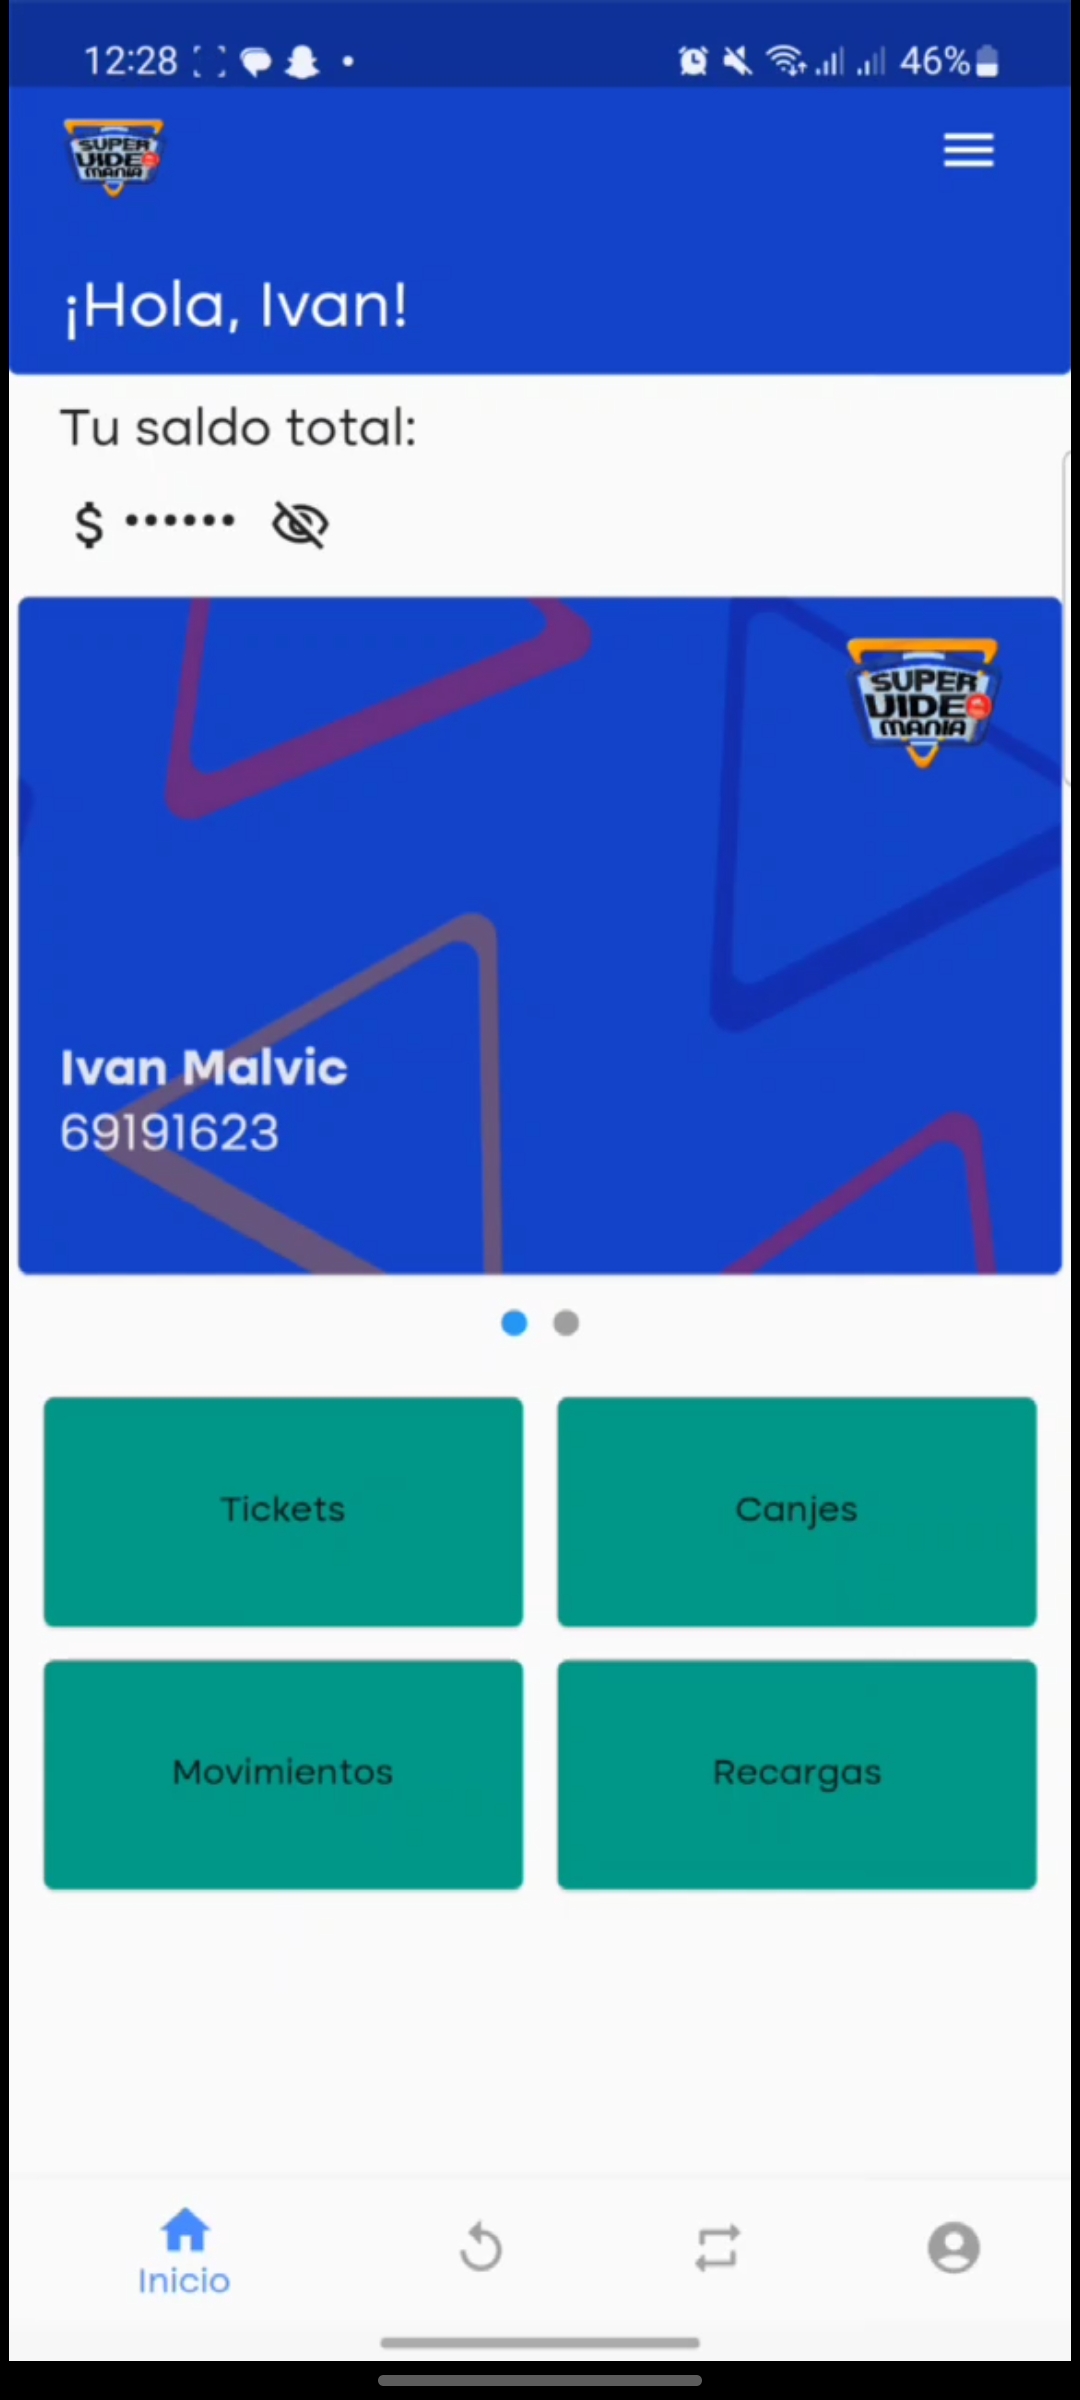 12:28
46%
SUPER
VIDEO
MANIA
¡Hola, Ivan!
Tu saldo total:
$ ••••••
SUPER
VIDEO
MANIA
Ivan Malvic
69191623
Tickets
Canjes
Movimientos
Recargas
Inicio